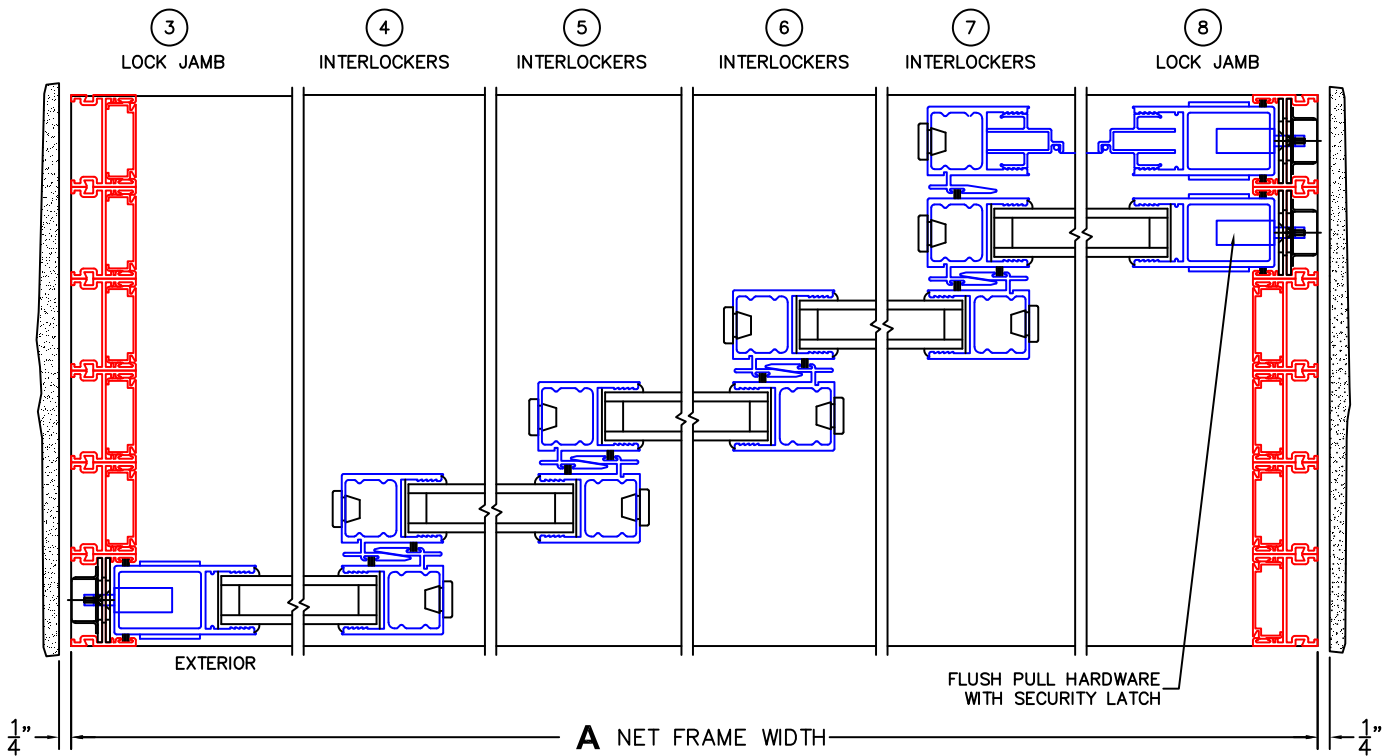 3 4 5 6 7 8
LOCK JAMB INTERLOCKERS INTERLOCKERS INTERLOCKERS INTERLOCKERS LOCK JAMB
EXTERIOR
FLUSH PULL HARDWARE
WITH SECURITY LATCH
1/4" A NET FRAME WIDTH 1/4"